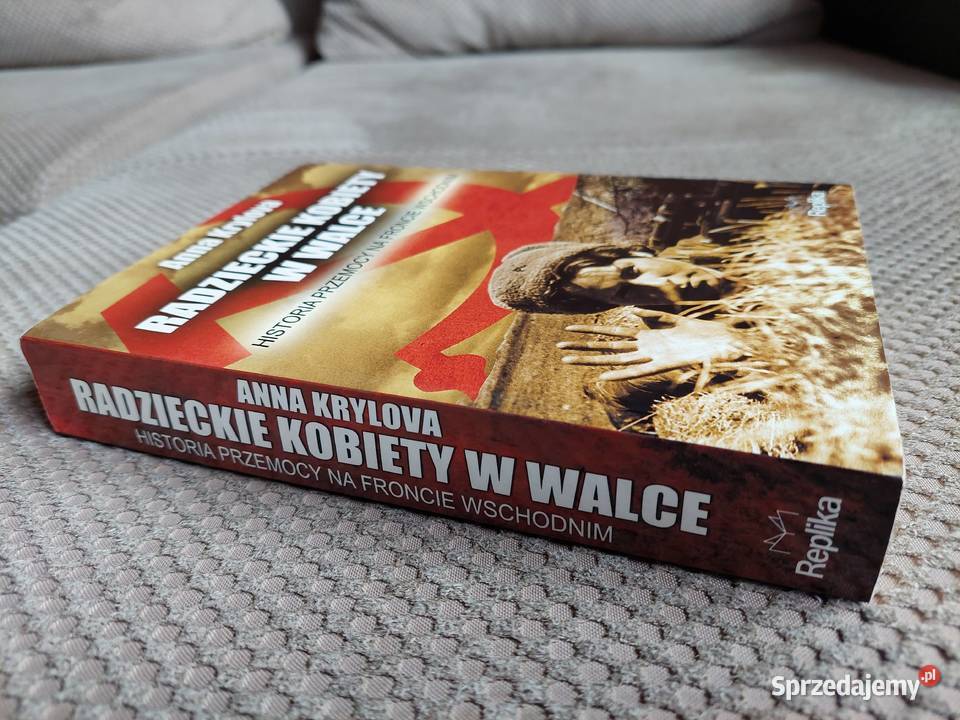 Anna Krylova
RADZIECKIE KOBIETY
W WALCE
HISTORIA PRZEMOCY NA FRONCIE WSCHODNIM
Replika
ANNA KRYLOVA
RADZIECKIE KOBIETY W WALCE
HISTORIA PRZEMOCY NA FRONCIE WSCHODNIM
Replika
Sprzedajemy.pl